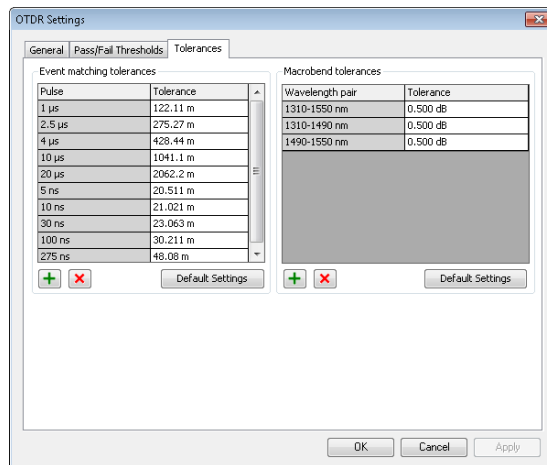 OTDR Settings
General Pass/Fail Thresholds Tolerances
Event matching tolerances
Pulse Tolerance
1 µs 122.11 m
2.5 µs 275.27 m
4 µs 428.44 m
10 µs 1041.1 m
20 µs 2062.2 m
5 ns 20.511 m
10 ns 21.021 m
30 ns 23.063 m
100 ns 30.211 m
275 ns 48.08 m
Default Settings
Macrobend tolerances
Wavelength pair Tolerance
1310-1550 nm 0.500 dB
1310-1490 nm 0.500 dB
1490-1550 nm 0.500 dB
Default Settings
OK Cancel Apply